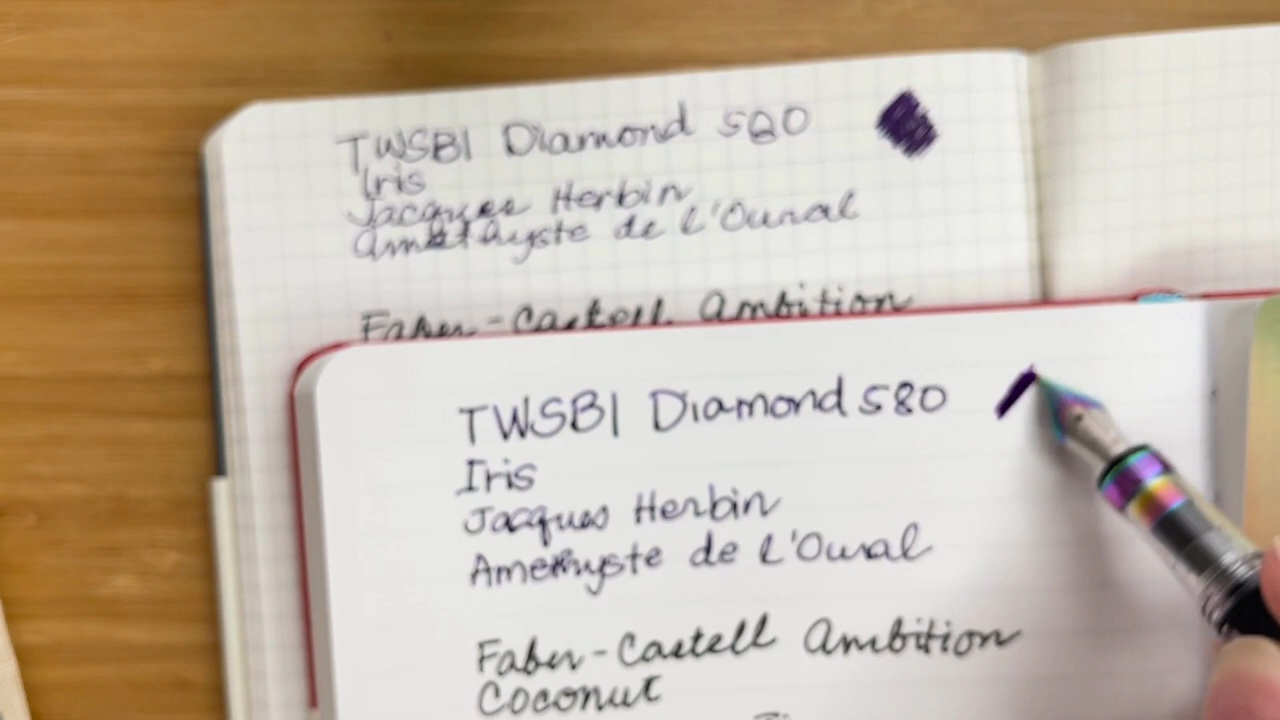 TWSBI Diamond 580
Iris
Jacques Herbin
Améthyste de l'Oural
Faber-Castell Ambition
TWSBI Diamond 580
Iris
Jacques Herbin
Amethyste de l'Oural
Faber-Castell Ambition
Coconut